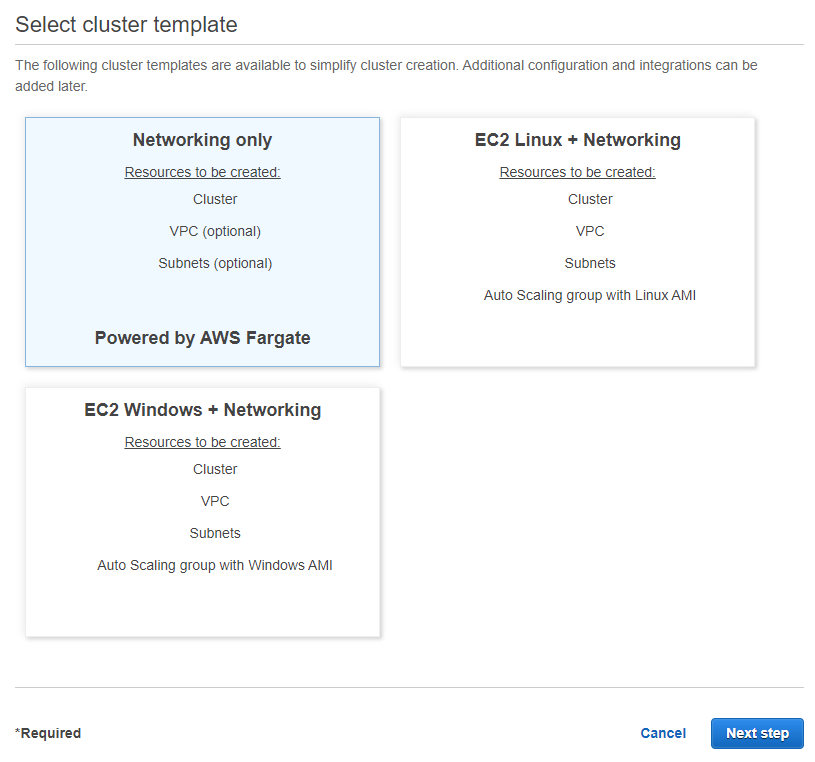 Select cluster template
The following cluster templates are available to simplify cluster creation. Additional configuration and integrations can be
added later.
Networking only
Resources to be created:
Cluster
VPC (optional)
Subnets (optional)
Powered by AWS Fargate
EC2 Linux + Networking
Resources to be created:
Cluster
VPC
Subnets
Auto Scaling group with Linux AMI
EC2 Windows + Networking
Resources to be created:
Cluster
VPC
Subnets
Auto Scaling group with Windows AMI
*Required
Cancel
Next step